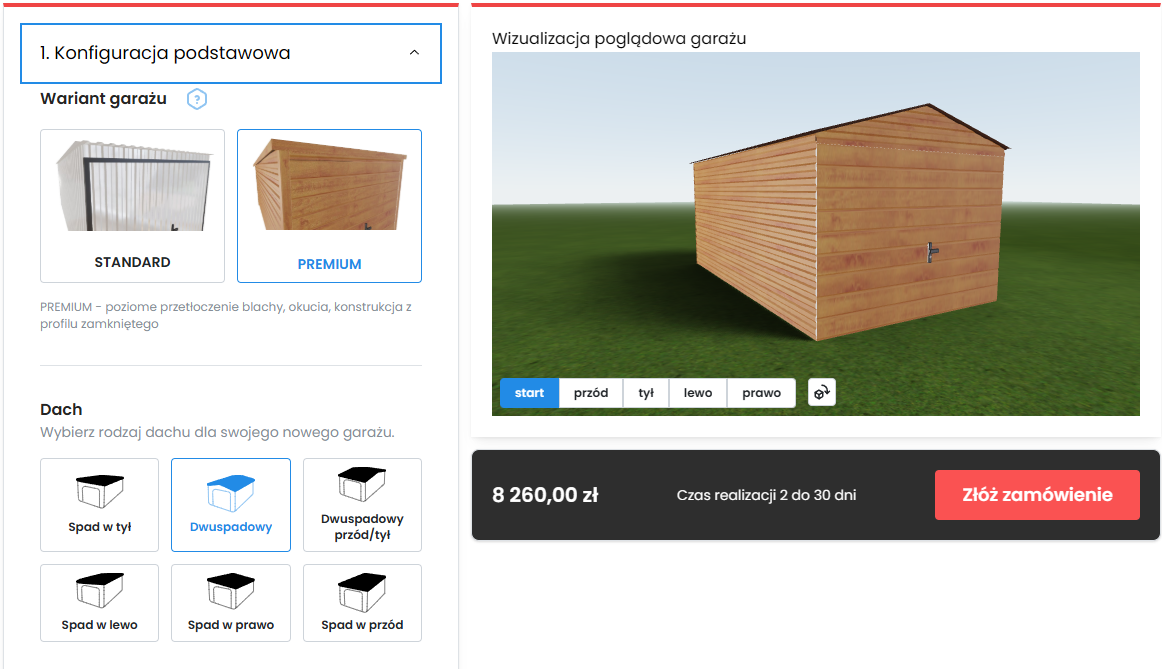 1. Konfiguracja podstawowa
Wariant garażu
?
STANDARD
PREMIUM
PREMIUM - poziome przetłoczenie blachy, okucia, konstrukcja z
profilu zamkniętego
Dach
Wybierz rodzaj dachu dla swojego nowego garażu.
Spad w tył
Dwuspadowy
Dwuspadowy
przód/tył
Spad w lewo
Spad w prawo
Spad w przód
Wizualizacja poglądowa garażu
start
przód
tył
lewo
prawo
8 260,00 zł
Czas realizacji 2 do 30 dni
Złóż zamówienie